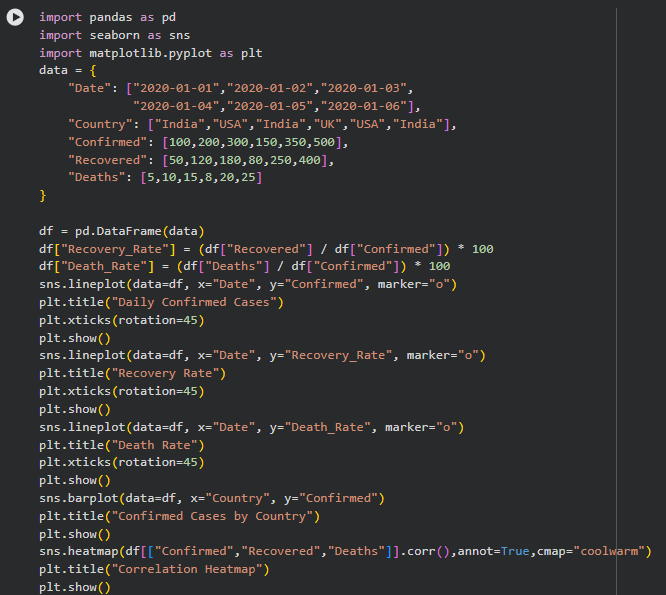 import pandas as pd
import seaborn as sns
import matplotlib.pyplot as plt
data = {
    "Date": ["2020-01-01","2020-01-02","2020-01-03",
             "2020-01-04","2020-01-05","2020-01-06"],
    "Country": ["India","USA","India","UK","USA","India"],
    "Confirmed": [100,200,300,150,350,500],
    "Recovered": [50,120,180,80,250,400],
    "Deaths": [5,10,15,8,20,25]
}

df = pd.DataFrame(data)
df["Recovery_Rate"] = (df["Recovered"] / df["Confirmed"]) * 100
df["Death_Rate"] = (df["Deaths"] / df["Confirmed"]) * 100
sns.lineplot(data=df, x="Date", y="Confirmed", marker="o")
plt.title("Daily Confirmed Cases")
plt.xticks(rotation=45)
plt.show()
sns.lineplot(data=df, x="Date", y="Recovery_Rate", marker="o")
plt.title("Recovery Rate")
plt.xticks(rotation=45)
plt.show()
sns.lineplot(data=df, x="Date", y="Death_Rate", marker="o")
plt.title("Death Rate")
plt.xticks(rotation=45)
plt.show()
sns.barplot(data=df, x="Country", y="Confirmed")
plt.title("Confirmed Cases by Country")
plt.show()
sns.heatmap(df[["Confirmed","Recovered","Deaths"]].corr(),annot=True,cmap="coolwarm")
plt.title("Correlation Heatmap")
plt.show()